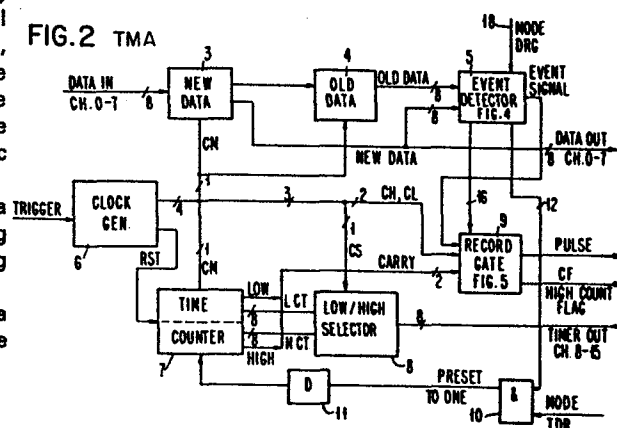 FIG.2 TMA
18
NODE
DRG
3
4
5
DATA IN
CH.0-7
8
NEW
DATA
OLD
DATA
OLD DATA
8
EVENT
DETECTOR
FIG.4
EVENT
SIGNAL
8
NEW DATA
8
DATA OUT
CH.0-7
CN
1
TRIGGER
CLOCK
GEN.
6
4
3
2
CH, CL
16
12
9
1
CS
RST
1
CN
CARRY
2
RECORD
GATE
FIG.5
PULSE
CF
HIGH COUNT
FLAG
TIME
COUNTER
7
LOW
8
L CT
8
H CT
HIGH
LOW/HIGH
SELECTOR
8
8
TIMER OUT
CH. 8-15
D
11
PRESET
TO ONE
&
10
NODE
TDR